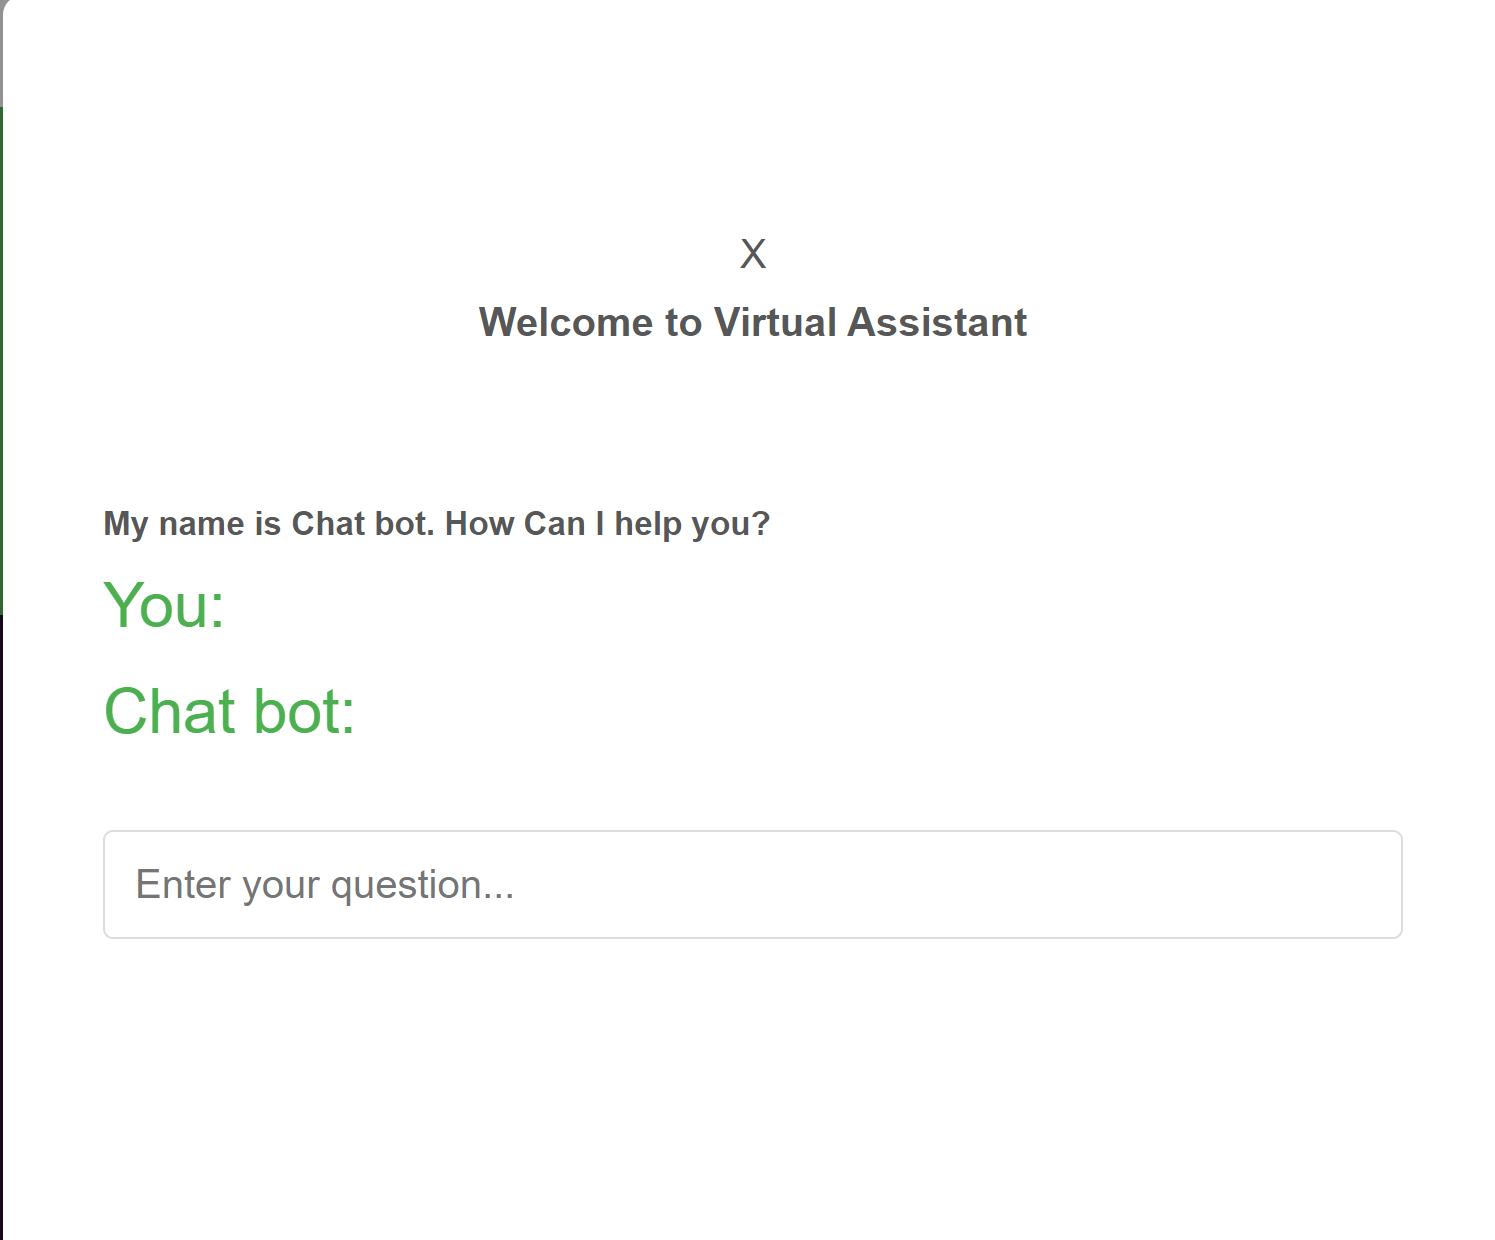 X
Welcome to Virtual Assistant
My name is Chat bot. How Can I help you?
You:
Chat bot:
Enter your question...